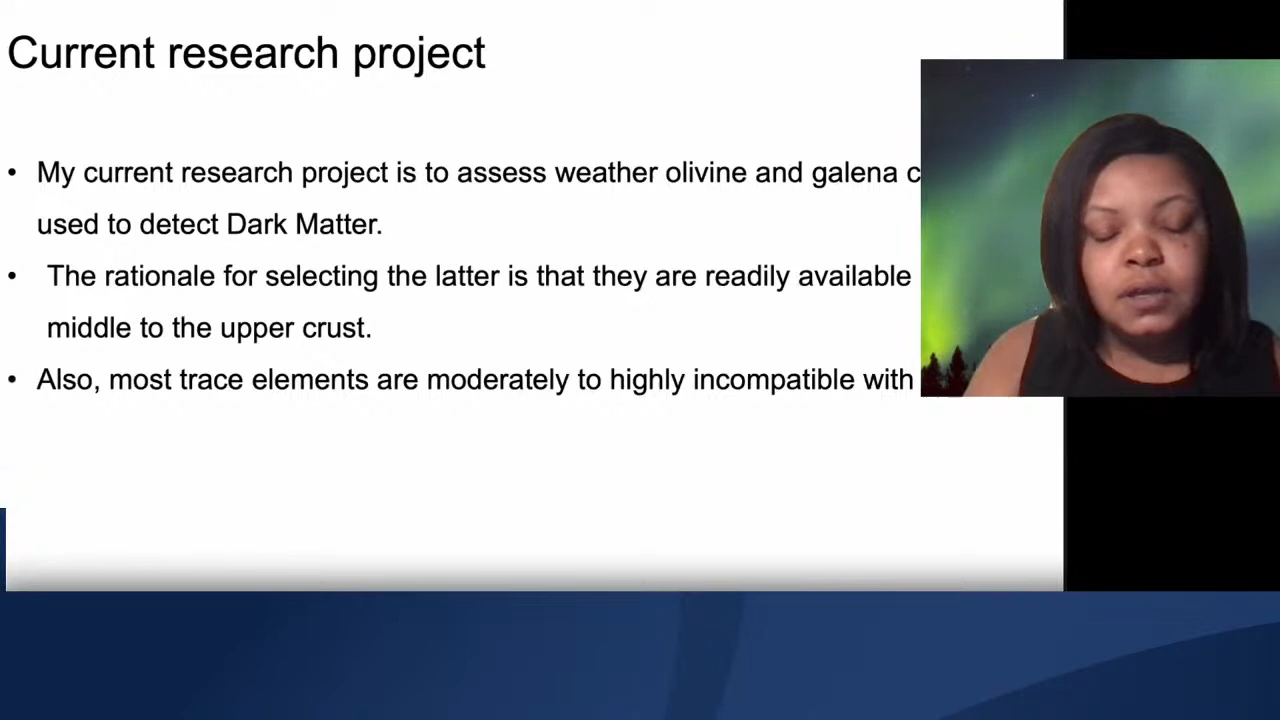 Current research project
• My current research project is to assess weather olivine and galena c
used to detect Dark Matter.
• The rationale for selecting the latter is that they are readily available
middle to the upper crust.
• Also, most trace elements are moderately to highly incompatible with